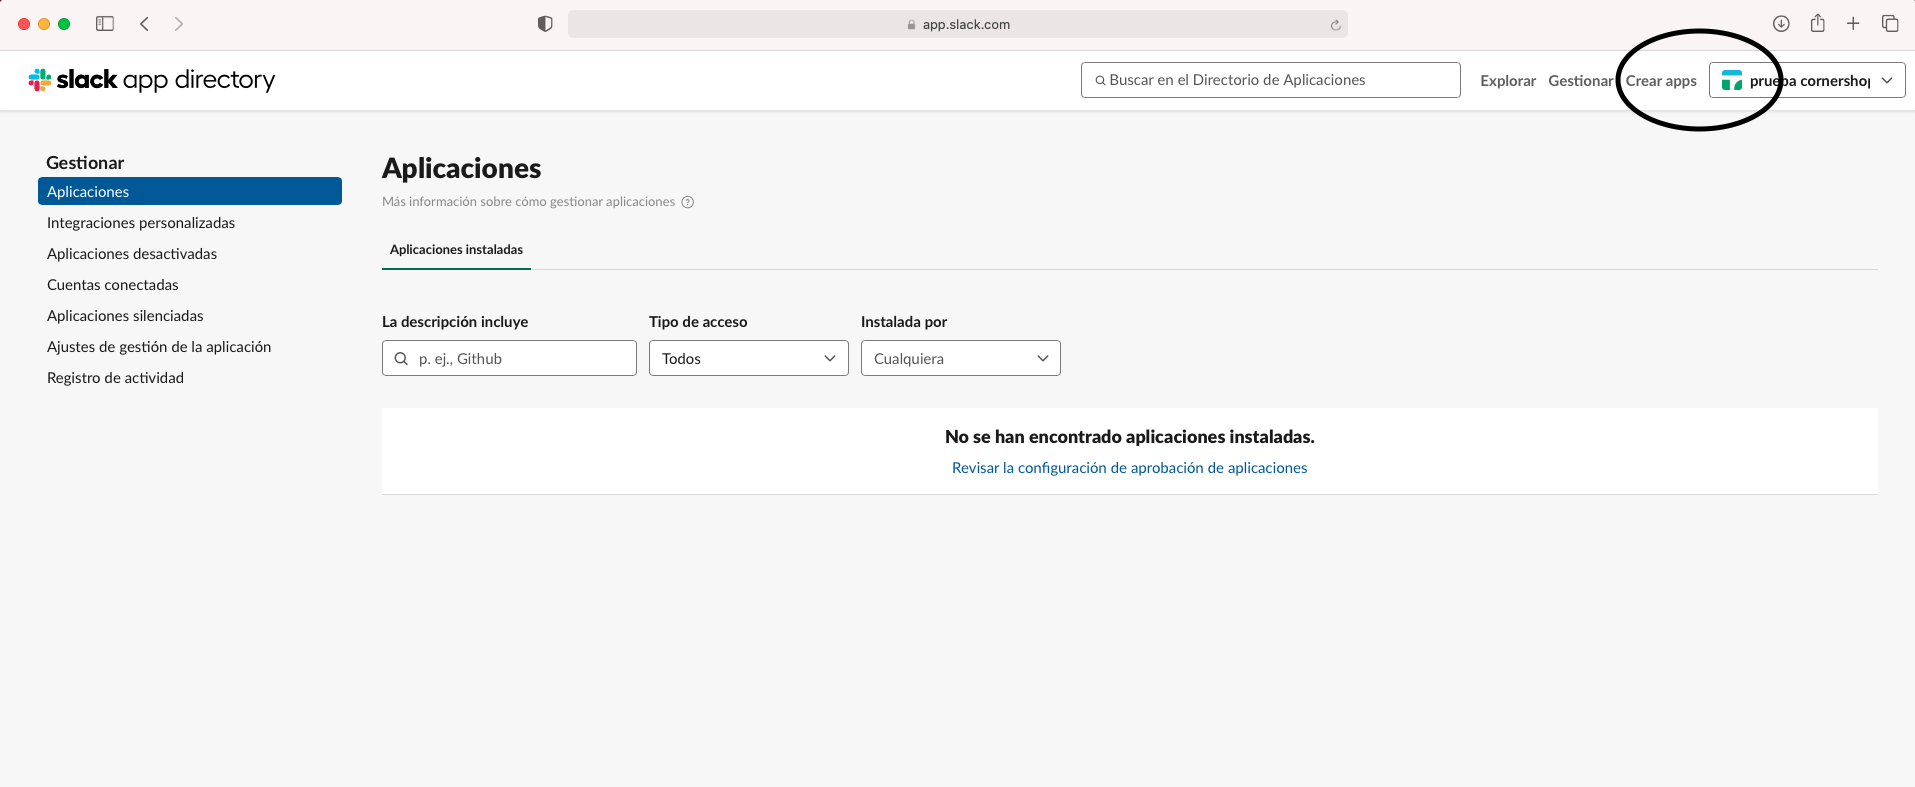 app.slack.com
slack app directory
Buscar en el Directorio de Aplicaciones
Explorar Gestionar Crear apps
prueba cornershop
Gestionar
Aplicaciones
Integraciones personalizadas
Aplicaciones desactivadas
Cuentas conectadas
Aplicaciones silenciadas
Ajustes de gestión de la aplicación
Registro de actividad
Aplicaciones
Más información sobre cómo gestionar aplicaciones ?
Aplicaciones instaladas
La descripción incluye Tipo de acceso Instalada por
p. ej., Github Todos Cualquiera
No se han encontrado aplicaciones instaladas.
Revisar la configuración de aprobación de aplicaciones